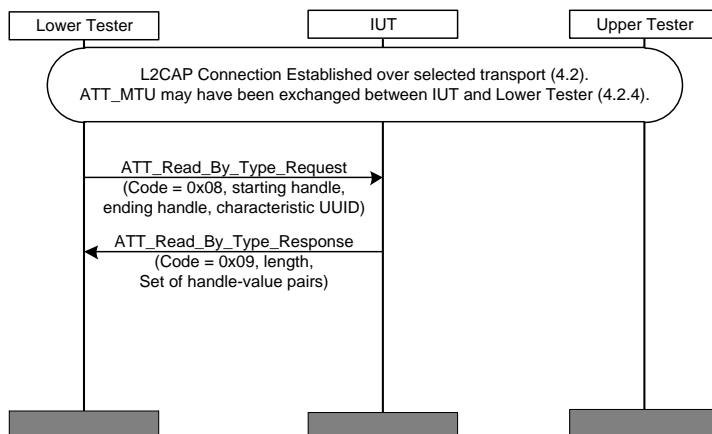 Lower Tester
IUT
Upper Tester
L2CAP Connection Established over selected transport (4.2).
ATT_MTU may have been exchanged between IUT and Lower Tester (4.2.4).
ATT_Read_By_Type_Request
(Code = 0x08, starting handle,
ending handle, characteristic UUID)
ATT_Read_By_Type_Response
(Code = 0x09, length,
Set of handle-value pairs)